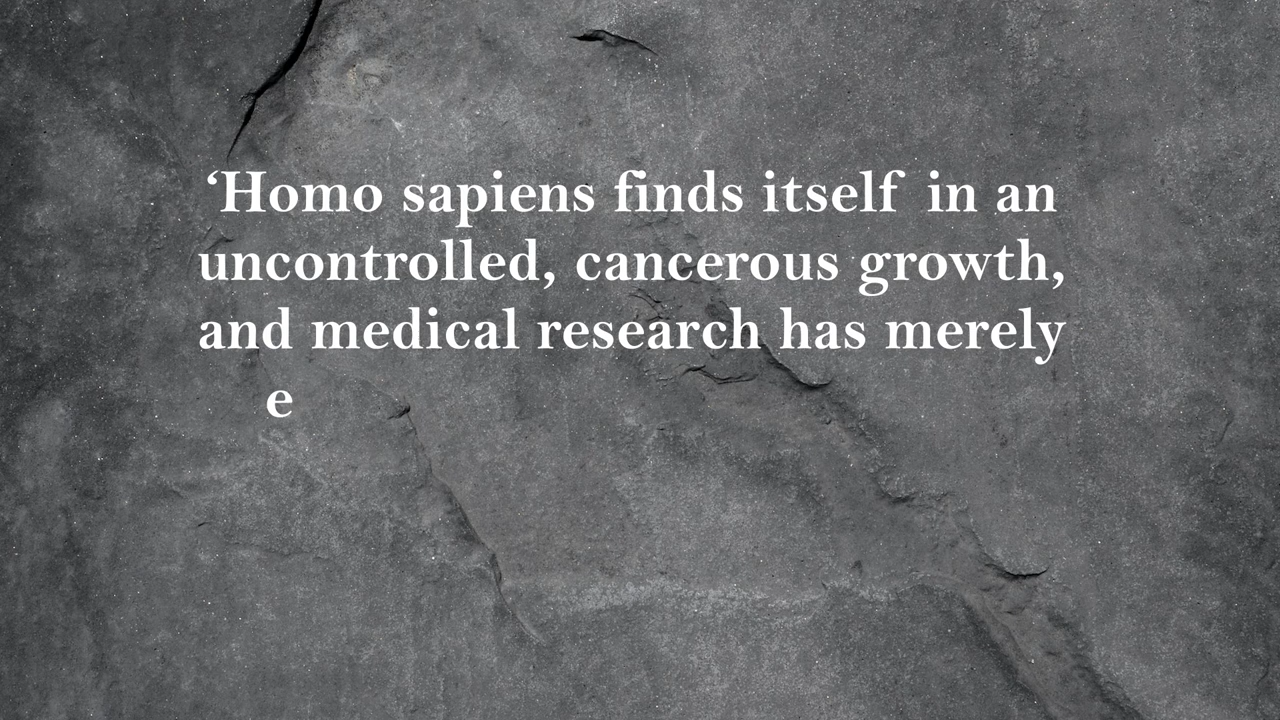 ‘Homo sapiens finds itself in an
uncontrolled, cancerous growth,
and medical research has merely
e